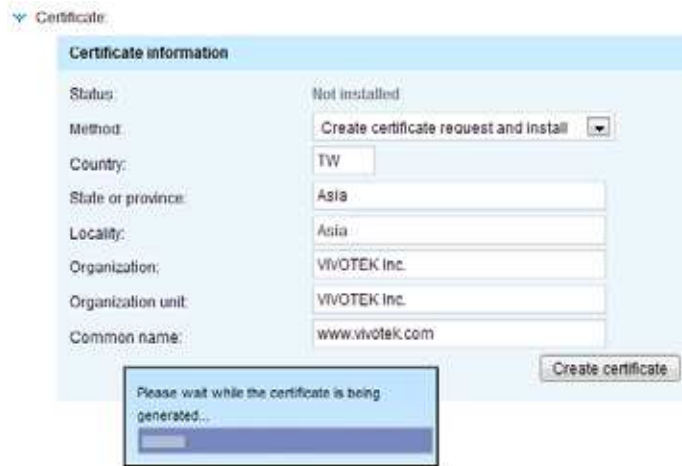 Certificate:
Certificate information
Status: Not installed
Method: Create certificate request and install
Country: TW
State or province: Asia
Locality: Asia
Organization: VIVOTEK Inc.
Organization unit: VIVOTEK Inc.
Common name: www.vivotek.com
Create certificate
Please wait while the certificate is being
generated...